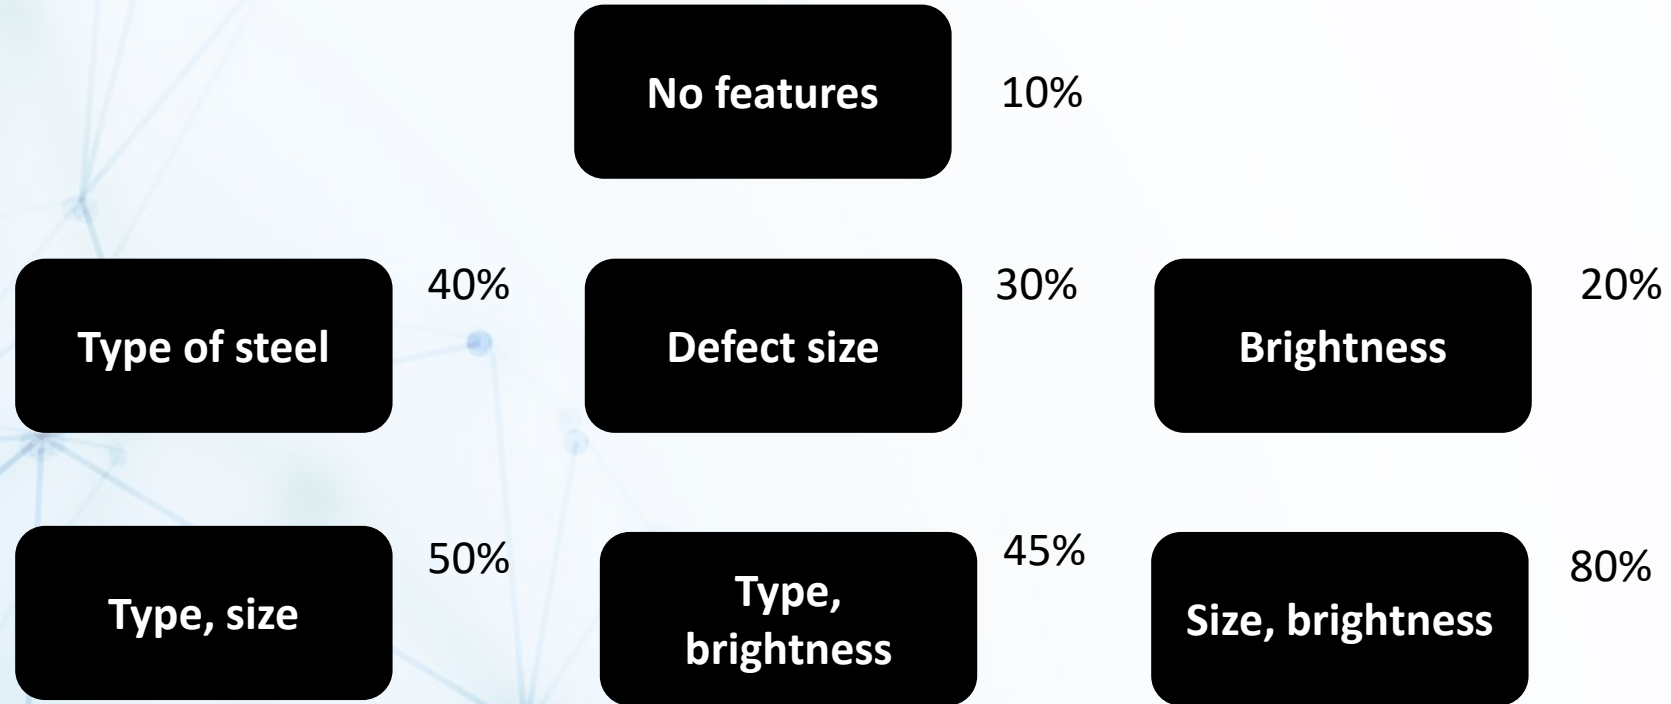 No features
10%
Type of steel
40%
Defect size
30%
Brightness
20%
Type, size
50%
Type,
brightness
45%
Size, brightness
80%